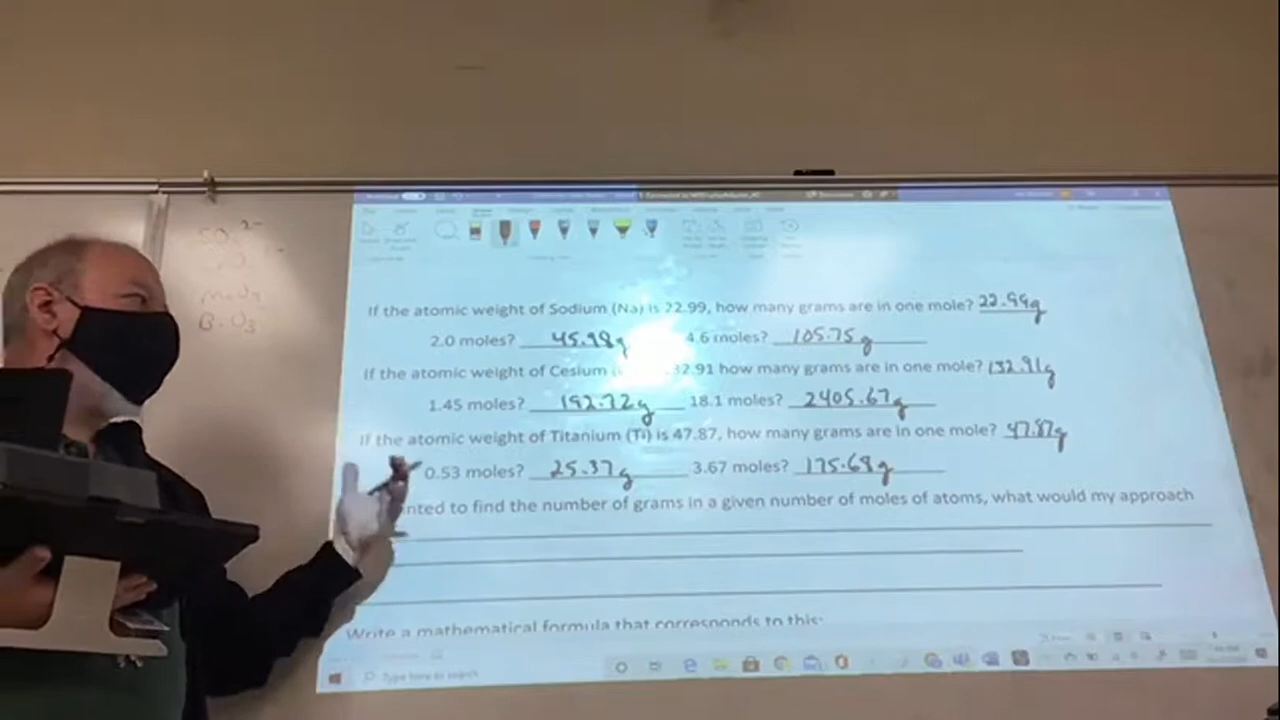 If the atomic weight of Sodium (Na) is 22.99, how many grams are in one mole? 22.99g
2.0 moles? 45.98g 4.6 moles? 105.75g
If the atomic weight of Cesium 32.91 how many grams are in one mole? 132.91g
1.45 moles? 192.72g 18.1 moles? 2405.67g
If the atomic weight of Titanium (Ti) is 47.87, how many grams are in one mole? 47.87g
0.53 moles? 25.37g 3.67 moles? 175.68g
nted to find the number of grams in a given number of moles of atoms, what would my approach
Write a mathematical formula that corresponds to this:
Type here to search